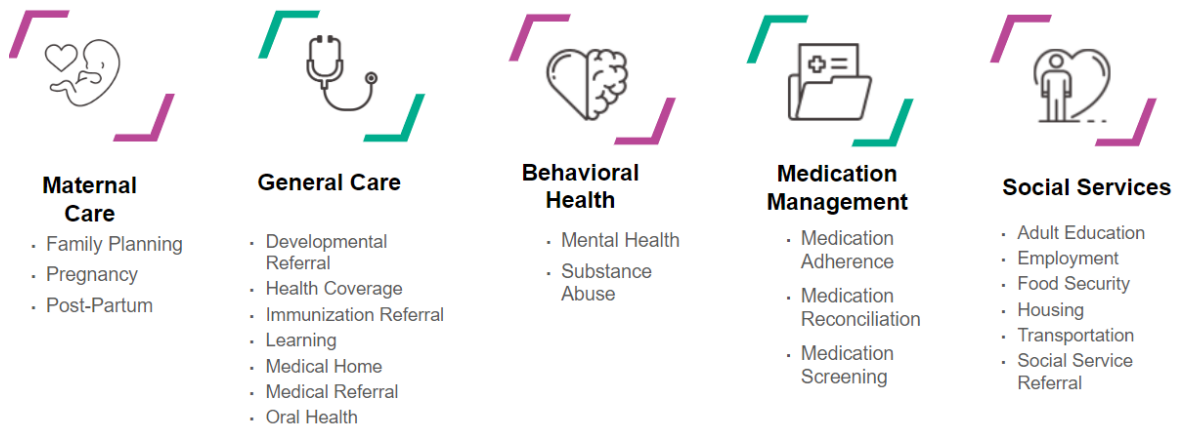 Maternal
Care
· Family Planning
· Pregnancy
· Post-Partum
General Care
· Developmental
Referral
· Health Coverage
· Immunization Referral
· Learning
· Medical Home
· Medical Referral
· Oral Health
Behavioral
Health
· Mental Health
· Substance
Abuse
Medication
Management
· Medication
Adherence
· Medication
Reconciliation
· Medication
Screening
Social Services
· Adult Education
· Employment
· Food Security
· Housing
· Transportation
· Social Service
Referral